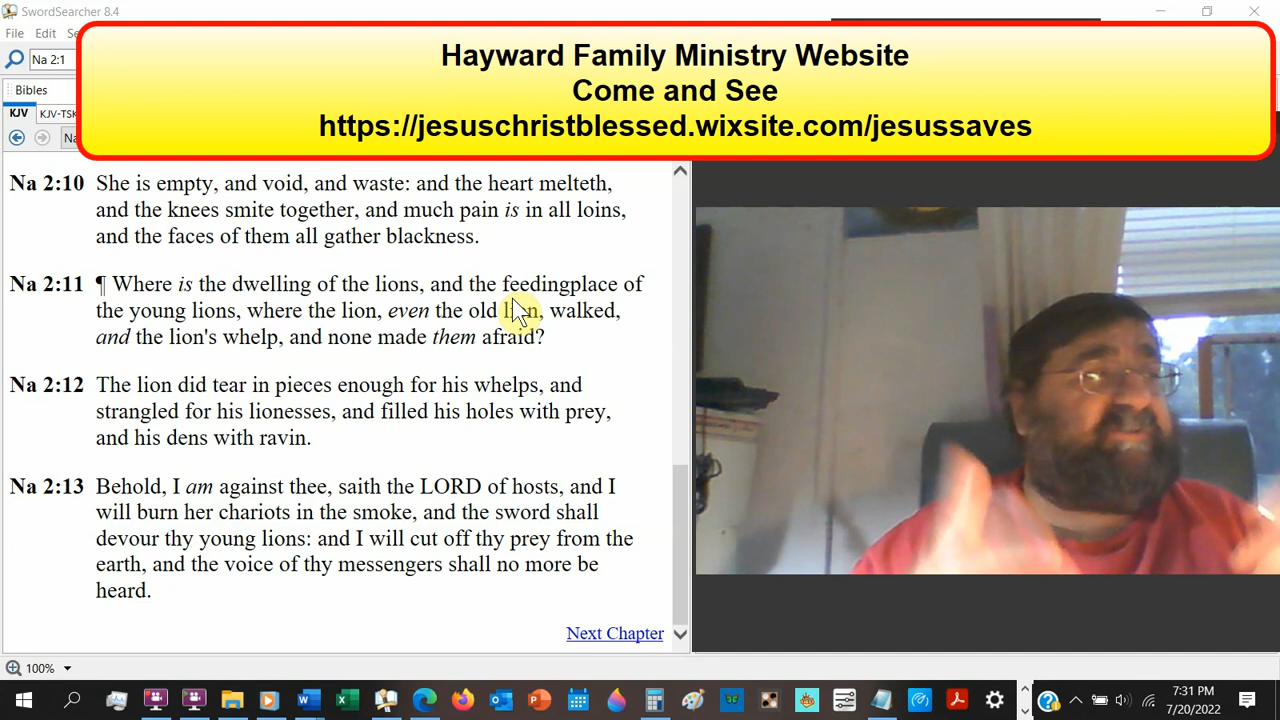 SwordSearcher 8.4
File Edit Se
Hayward Family Ministry Website
Come and See
https://jesuschristblessed.wixsite.com/jesussaves
Na 2:1
Bibles
KJV KJV-TSK
Na
Na 2:10 She is empty, and void, and waste: and the heart melteth,
and the knees smite together, and much pain is in all loins,
and the faces of them all gather blackness.
Na 2:11 ¶ Where is the dwelling of the lions, and the feedingplace of
the young lions, where the lion, even the old lion, walked,
and the lion's whelp, and none made them afraid?
Na 2:12 The lion did tear in pieces enough for his whelps, and
strangled for his lionesses, and filled his holes with prey,
and his dens with ravin.
Na 2:13 Behold, I am against thee, saith the LORD of hosts, and I
will burn her chariots in the smoke, and the sword shall
devour thy young lions: and I will cut off thy prey from the
earth, and the voice of thy messengers shall no more be
heard.
Next Chapter
100%
7:31 PM
7/20/2022